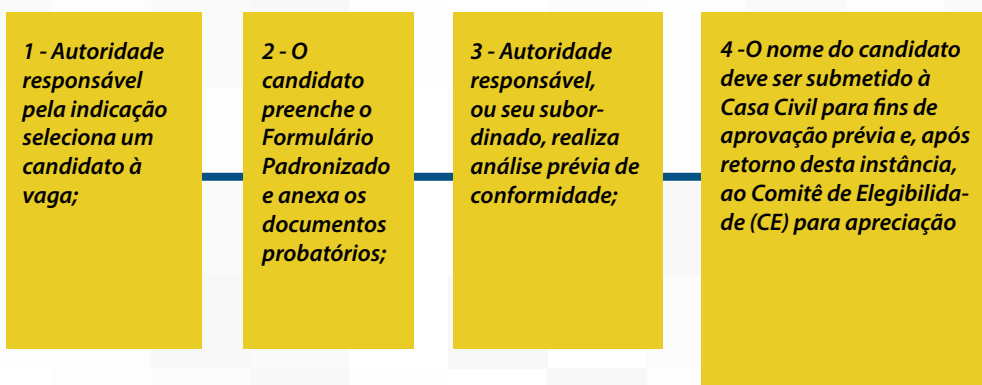 1 - Autoridade
responsável
pela indicação
seleciona um
candidato à
vaga;
2 - O
candidato
preenche o
Formulário
Padronizado
e anexa os
documentos
probatórios;
3 - Autoridade
responsável,
ou seu subor-
dinado, realiza
análise prévia de
conformidade;
4 -O nome do candidato
deve ser submetido à
Casa Civil para fins de
aprovação prévia e, após
retorno desta instância,
ao Comitê de Elegibilida-
de (CE) para apreciação